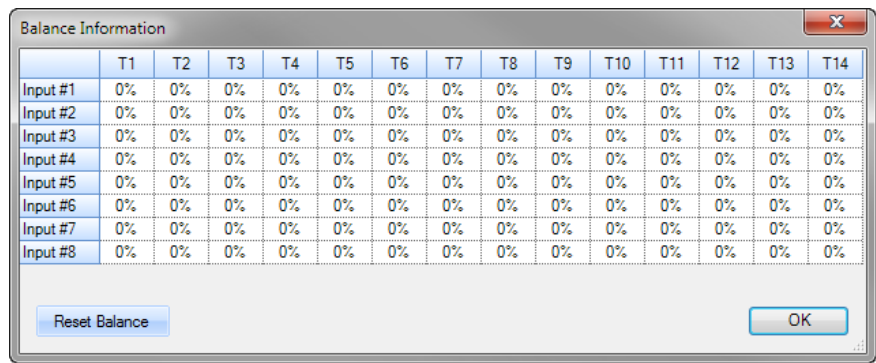 Balance Information
T1 T2 T3 T4 T5 T6 T7 T8 T9 T10 T11 T12 T13 T14
Input #1 0% 0% 0% 0% 0% 0% 0% 0% 0% 0% 0% 0% 0% 0%
Input #2 0% 0% 0% 0% 0% 0% 0% 0% 0% 0% 0% 0% 0% 0%
Input #3 0% 0% 0% 0% 0% 0% 0% 0% 0% 0% 0% 0% 0% 0%
Input #4 0% 0% 0% 0% 0% 0% 0% 0% 0% 0% 0% 0% 0% 0%
Input #5 0% 0% 0% 0% 0% 0% 0% 0% 0% 0% 0% 0% 0% 0%
Input #6 0% 0% 0% 0% 0% 0% 0% 0% 0% 0% 0% 0% 0% 0%
Input #7 0% 0% 0% 0% 0% 0% 0% 0% 0% 0% 0% 0% 0% 0%
Input #8 0% 0% 0% 0% 0% 0% 0% 0% 0% 0% 0% 0% 0% 0%
Reset Balance OK